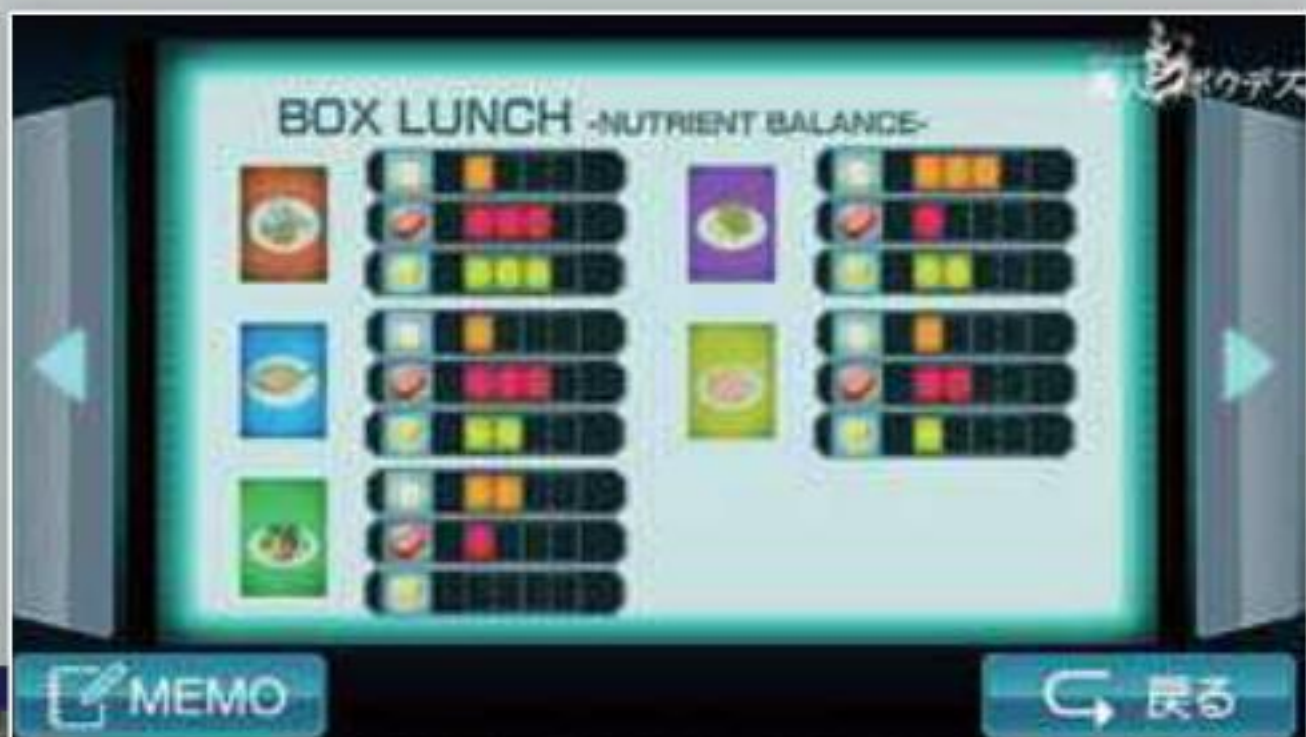 BOX LUNCH -NUTRIENT BALANCE-
MEMO
戻る